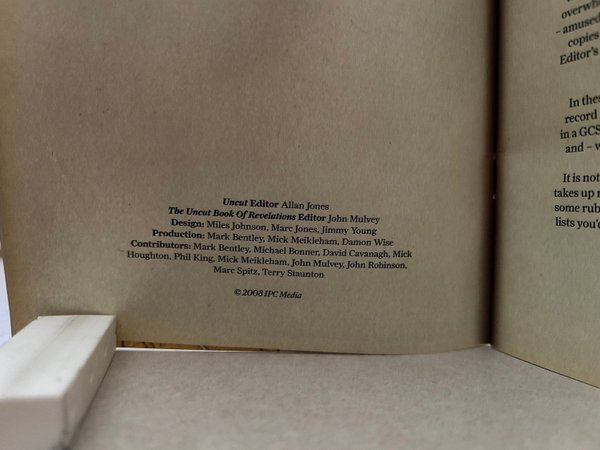 Uncut Editor Allan Jones
The Uncut Book Of Revelations Editor John Mulvey
Design: Miles Johnson, Marc Jones, Jimmy Young
Production: Mark Bentley, Mick Meikleham, Damon Wise
Contributors: Mark Bentley, Michael Bonner, David Cavanagh, Mick
Houghton, Phil King, Mick Meikleham, John Mulvey, John Robinson,
Marc Spitz, Terry Staunton
© 2008 IPC Media
overwh
– amused
copies
Editor's
In thes
record
in a GCS
and – w
It is not
takes up r
some rub
lists you'd